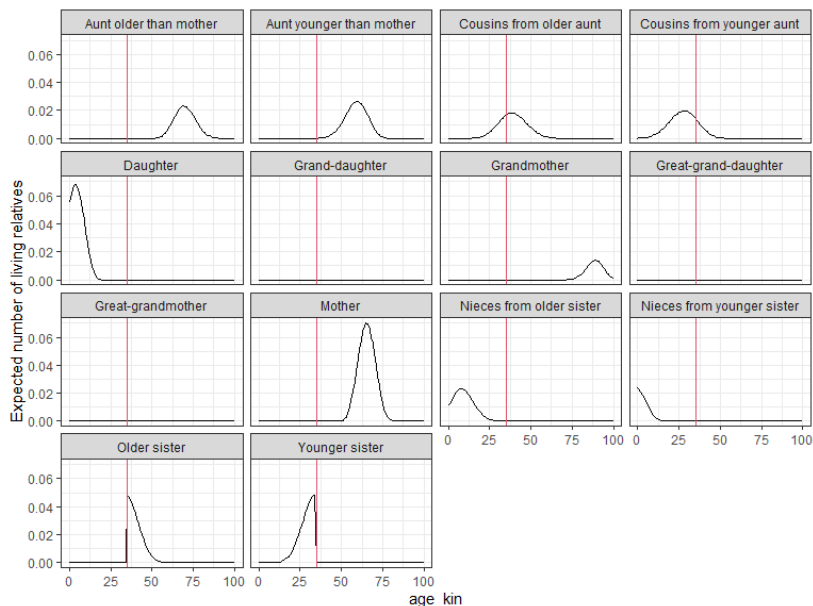 Expected number of living relatives
Aunt older than mother
Aunt younger than mother
Cousins from older aunt
Cousins from younger aunt
0.06
0.04
0.02
0.00
Daughter
Grand-daughter
Grandmother
Great-grand-daughter
0.06
0.04
0.02
0.00
Great-grandmother
Mother
Nieces from older sister
Nieces from younger sister
0.06
0.04
0.02
0.00
0 25 50 75 100
0 25 50 75 100
Older sister
Younger sister
0.06
0.04
0.02
0.00
0 25 50 75 100
0 25 50 75 100
age_kin